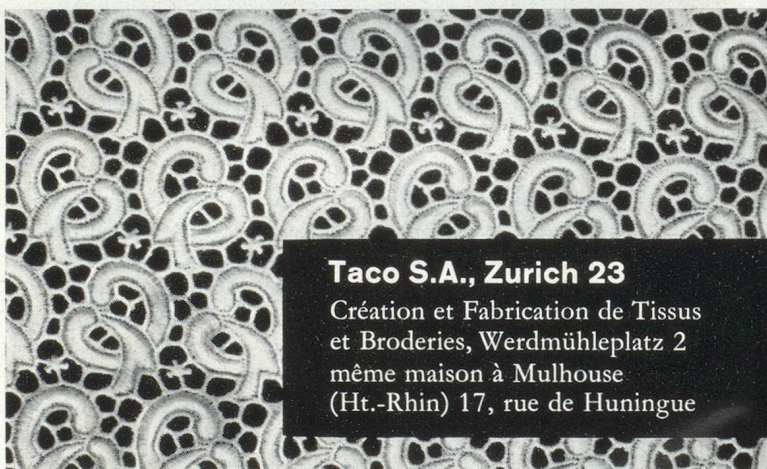 Taco S.A., Zurich 23
Création et Fabrication de Tissus
et Broderies, Werdmühleplatz 2
même maison à Mulhouse
(Ht.-Rhin) 17, rue de Huningue